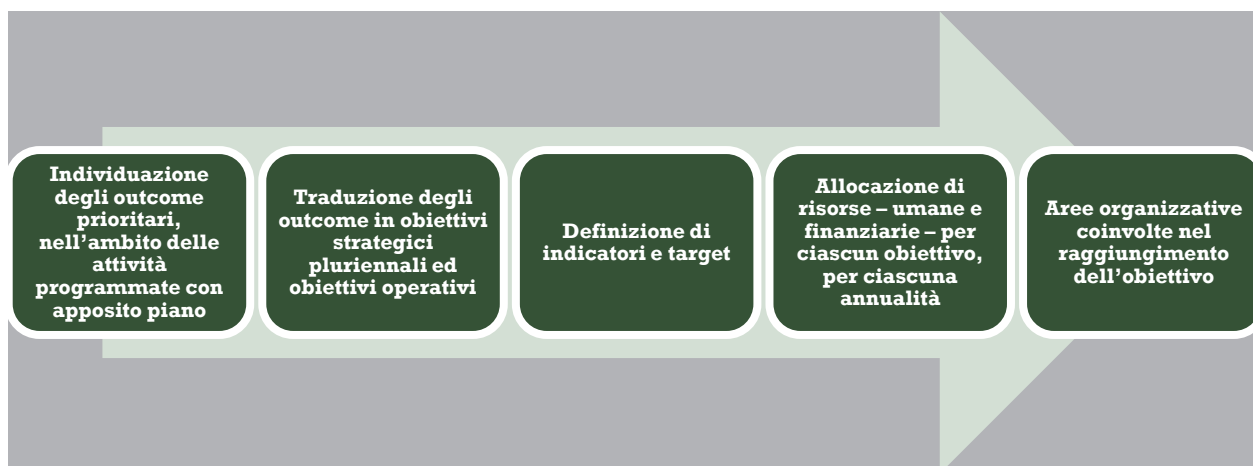 Individuazione
degli outcome
prioritari,
nell’ambito delle
attività
programmate con
apposito piano
Traduzione degli
outcome in obiettivi
strategici
pluriennali ed
obiettivi operativi
Definizione di
indicatori e target
Allocazione di
risorse – umane e
finanziarie – per
ciascun obiettivo,
per ciascuna
annualità
Aree organizzative
coinvolte nel
raggiungimento
dell’obiettivo